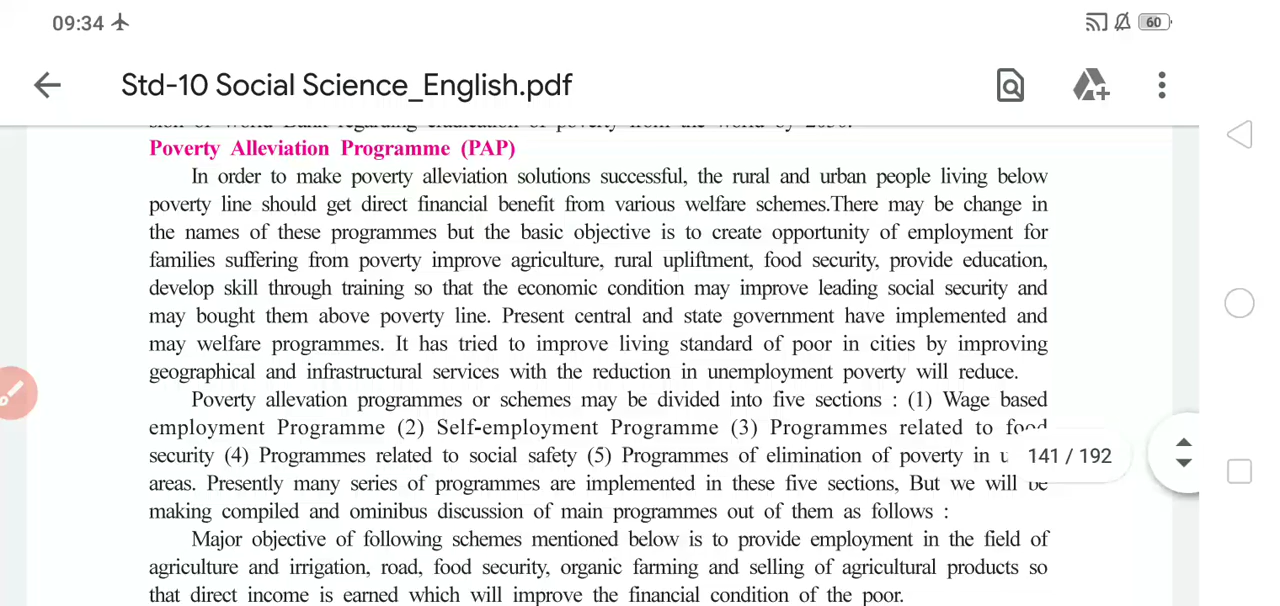 09:34
60
Std-10 Social Science_English.pdf
Poverty Alleviation Programme (PAP)
In order to make poverty alleviation solutions successful, the rural and urban people living below
poverty line should get direct financial benefit from various welfare schemes.There may be change in
the names of these programmes but the basic objective is to create opportunity of employment for
families suffering from poverty improve agriculture, rural upliftment, food security, provide education,
develop skill through training so that the economic condition may improve leading social security and
may bought them above poverty line. Present central and state government have implemented and
may welfare programmes. It has tried to improve living standard of poor in cities by improving
geographical and infrastructural services with the reduction in unemployment poverty will reduce.
Poverty allevation programmes or schemes may be divided into five sections : (1) Wage based
employment Programme (2) Self-employment Programme (3) Programmes related to food
security (4) Programmes related to social safety (5) Programmes of elimination of poverty in
141 / 192
areas. Presently many series of programmes are implemented in these five sections, But we will be
making compiled and ominibus discussion of main programmes out of them as follows :
Major objective of following schemes mentioned below is to provide employment in the field of
agriculture and irrigation, road, food security, organic farming and selling of agricultural products so
that direct income is earned which will improve the financial condition of the poor.